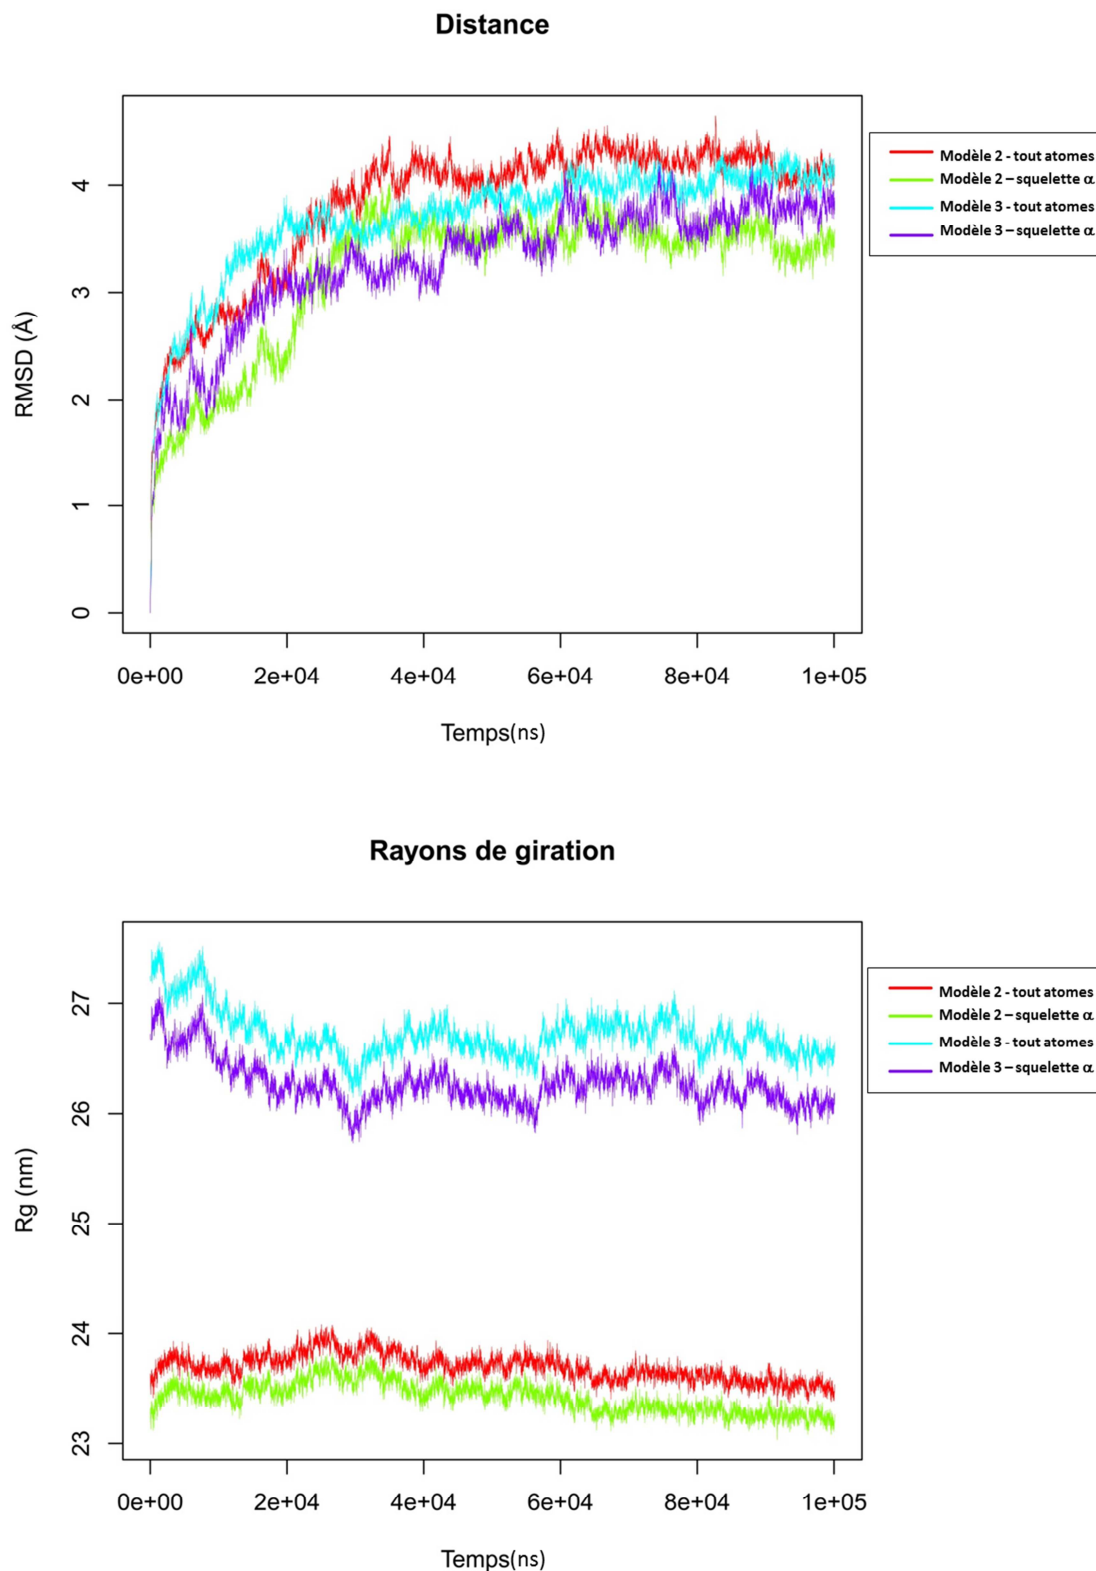 Distance
4
3
2
1
0
RMSD (Å)
0e+00 2e+04 4e+04 6e+04 8e+04 1e+05
Temps(ns)
Modèle 2 - tout atomes
Modèle 2 – squelette α
Modèle 3 - tout atomes
Modèle 3 – squelette α
Rayons de giration
27
26
25
24
23
Rg (nm)
0e+00 2e+04 4e+04 6e+04 8e+04 1e+05
Temps(ns)
Modèle 2 - tout atomes
Modèle 2 – squelette α
Modèle 3 - tout atomes
Modèle 3 – squelette α